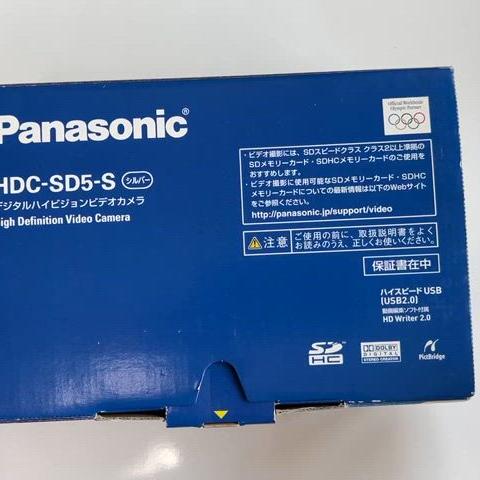 Panasonic®
HDC-SD5-S シルバー
デジタルハイビジョンビデオカメラ
High Definition Video Camera
Official Worldwide
Olympic Partner
・ビデオ撮影には、SDスピードクラス クラス2以上準拠の
SDメモリーカード・SDHCメモリーカードのご使用を
おすすめします。
・ビデオ撮影に使用可能なSDメモリーカード・SDHC
メモリーカードについての最新情報は以下のWebサイト
をご参照ください。
http://panasonic.jp/support/video
注意 ご使用の前に、取扱説明書をよく
お読みのうえ、正しくお使いください。
保証書在中
ハイスピード USB
(USB2.0)
動画編集ソフト付属
HD Writer 2.0
SD
HC
DOLBY
DIGITAL
STEREO CREATOR
PictBridge